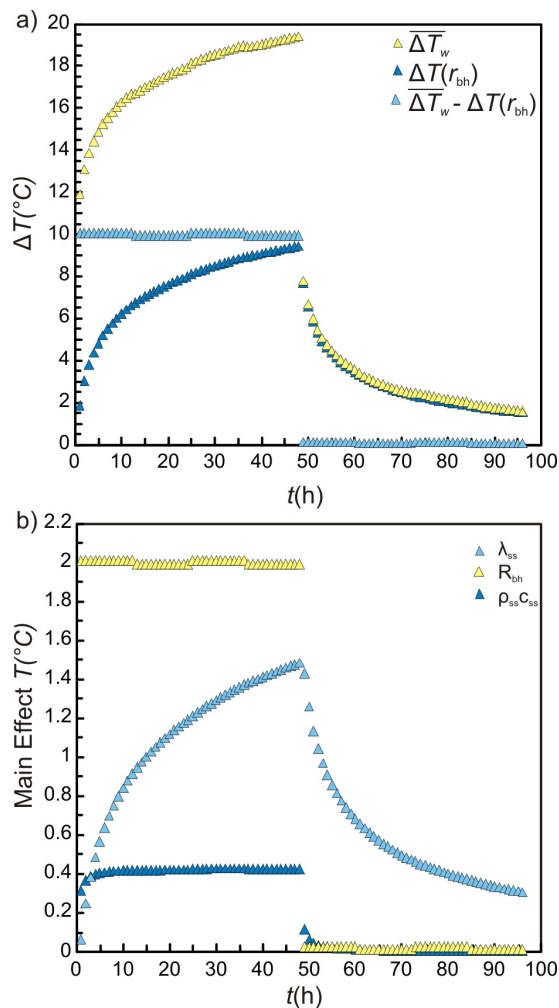 a)
20
18
16
14
12
10
8
6
4
2
0
ΔT(°C)
ΔT̅w
ΔT(rbh)
ΔT̅w - ΔT(rbh)
0 10 20 30 40 50 60 70 80 90 100
t(h)
b)
2.2
2
1.8
1.6
1.4
1.2
1
0.8
0.6
0.4
0.2
0
Main Effect T(°C)
λss
Rbh
ρsscss
0 10 20 30 40 50 60 70 80 90 100
t(h)